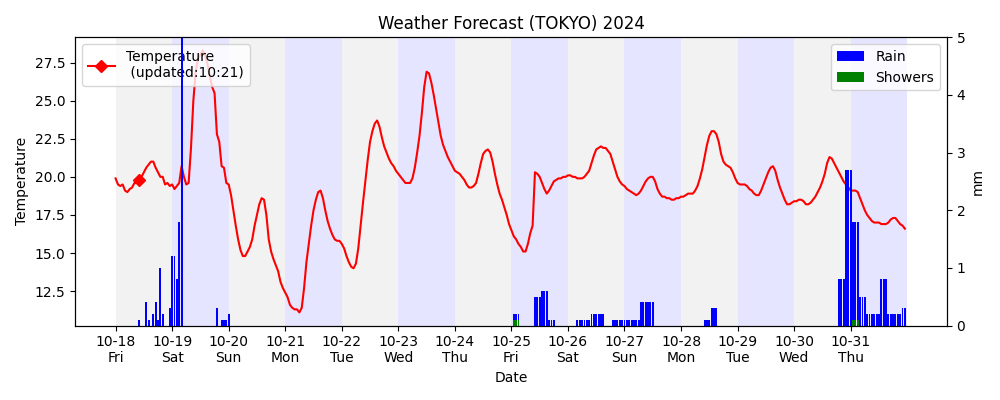 Weather Forecast (TOKYO) 2024
Temperature
(updated:10:21)
Rain
Showers
27.5
25.0
22.5
20.0
17.5
15.0
12.5
Temperature
5
4
3
2
1
0
mm
10-18 10-19 10-20 10-21 10-22 10-23 10-24 10-25 10-26 10-27 10-28 10-29 10-30 10-31
Fri Sat Sun Mon Tue Wed Thu Fri Sat Sun Mon Tue Wed Thu
Date